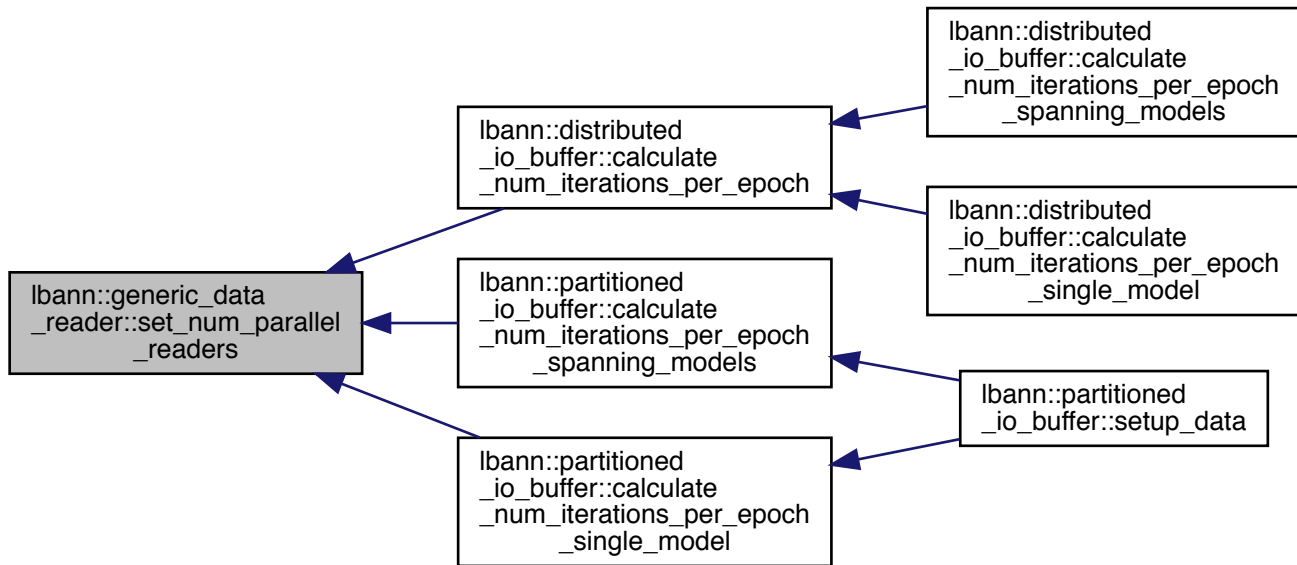 lbann::generic_data
_reader::set_num_parallel
_readers
lbann::distributed
_io_buffer::calculate
_num_iterations_per_epoch
lbann::partitioned
_io_buffer::calculate
_num_iterations_per_epoch
_spanning_models
lbann::partitioned
_io_buffer::calculate
_num_iterations_per_epoch
_single_model
lbann::distributed
_io_buffer::calculate
_num_iterations_per_epoch
_spanning_models
lbann::distributed
_io_buffer::calculate
_num_iterations_per_epoch
_single_model
lbann::partitioned
_io_buffer::setup_data